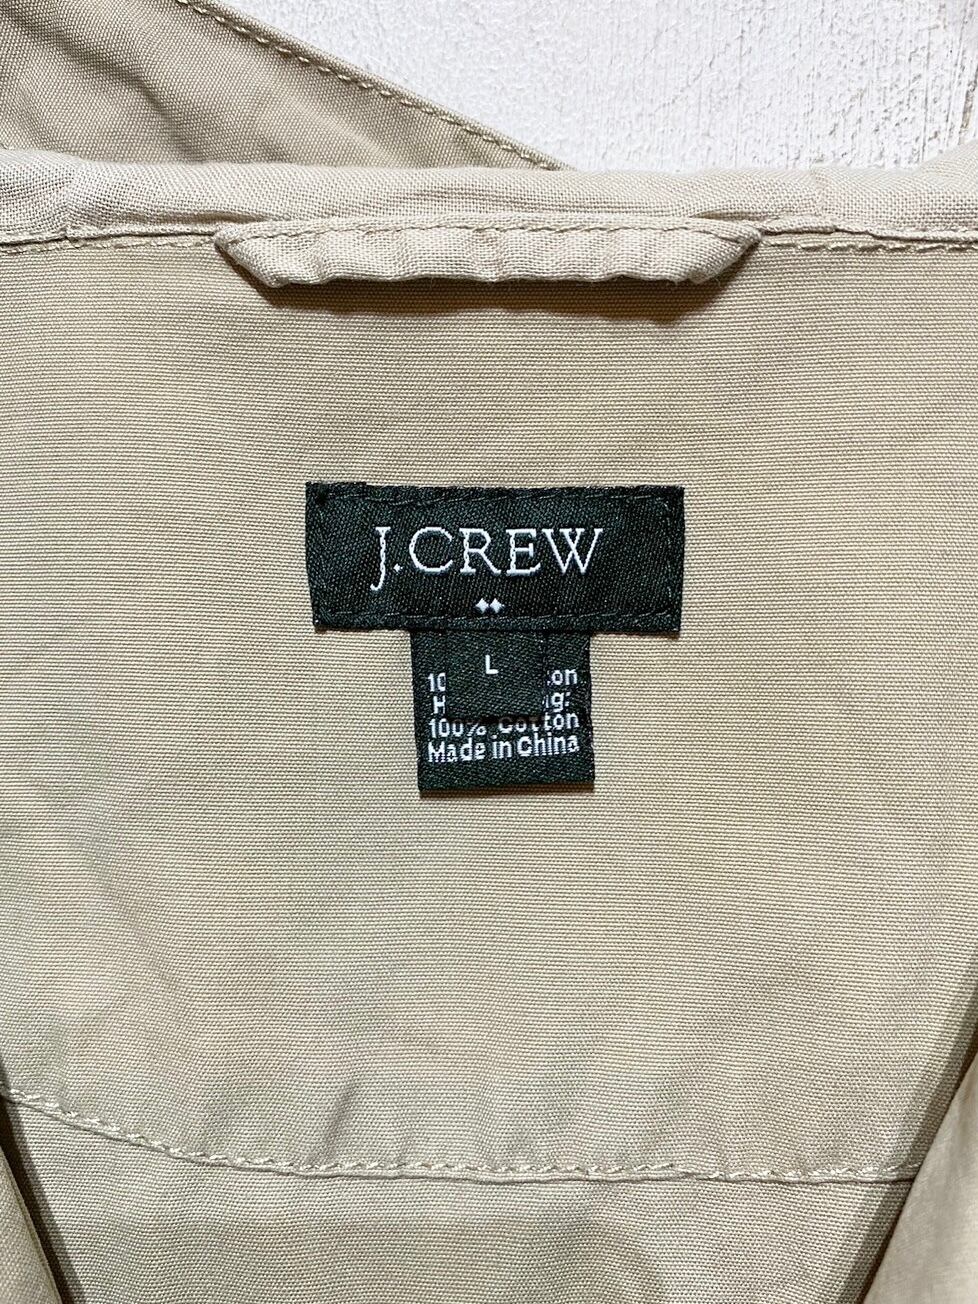 J.CREW
L
100% Cotton
Made in China